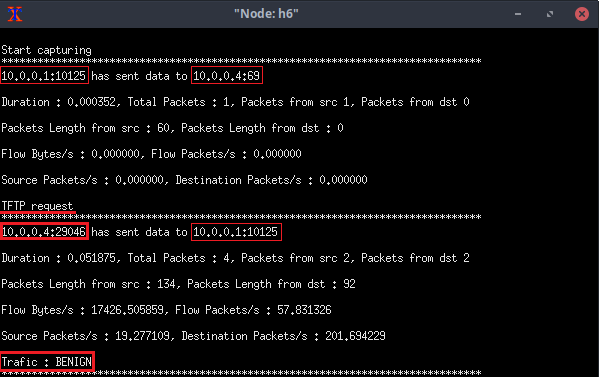 "Node: h6"
Start capturing
********************************************************************************
10.0.0.1:10125 has sent data to 10.0.0.4:69
Duration : 0.000352, Total Packets : 1, Packets from src 1, Packets from dst 0
Packets Length from src : 60, Packets Length from dst : 0
Flow Bytes/s : 0.000000, Flow Packets/s : 0.000000
Source Packets/s : 0.000000, Destination Packets/s : 0.000000
TFTP request
********************************************************************************
10.0.0.4:29046 has sent data to 10.0.0.1:10125
Duration : 0.051875, Total Packets : 4, Packets from src 2, Packets from dst 2
Packets Length from src : 134, Packets Length from dst : 92
Flow Bytes/s : 17426.505859, Flow Packets/s : 57.831326
Source Packets/s : 19.277109, Destination Packets/s : 201.694229
Trafic : BENIGN
********************************************************************************